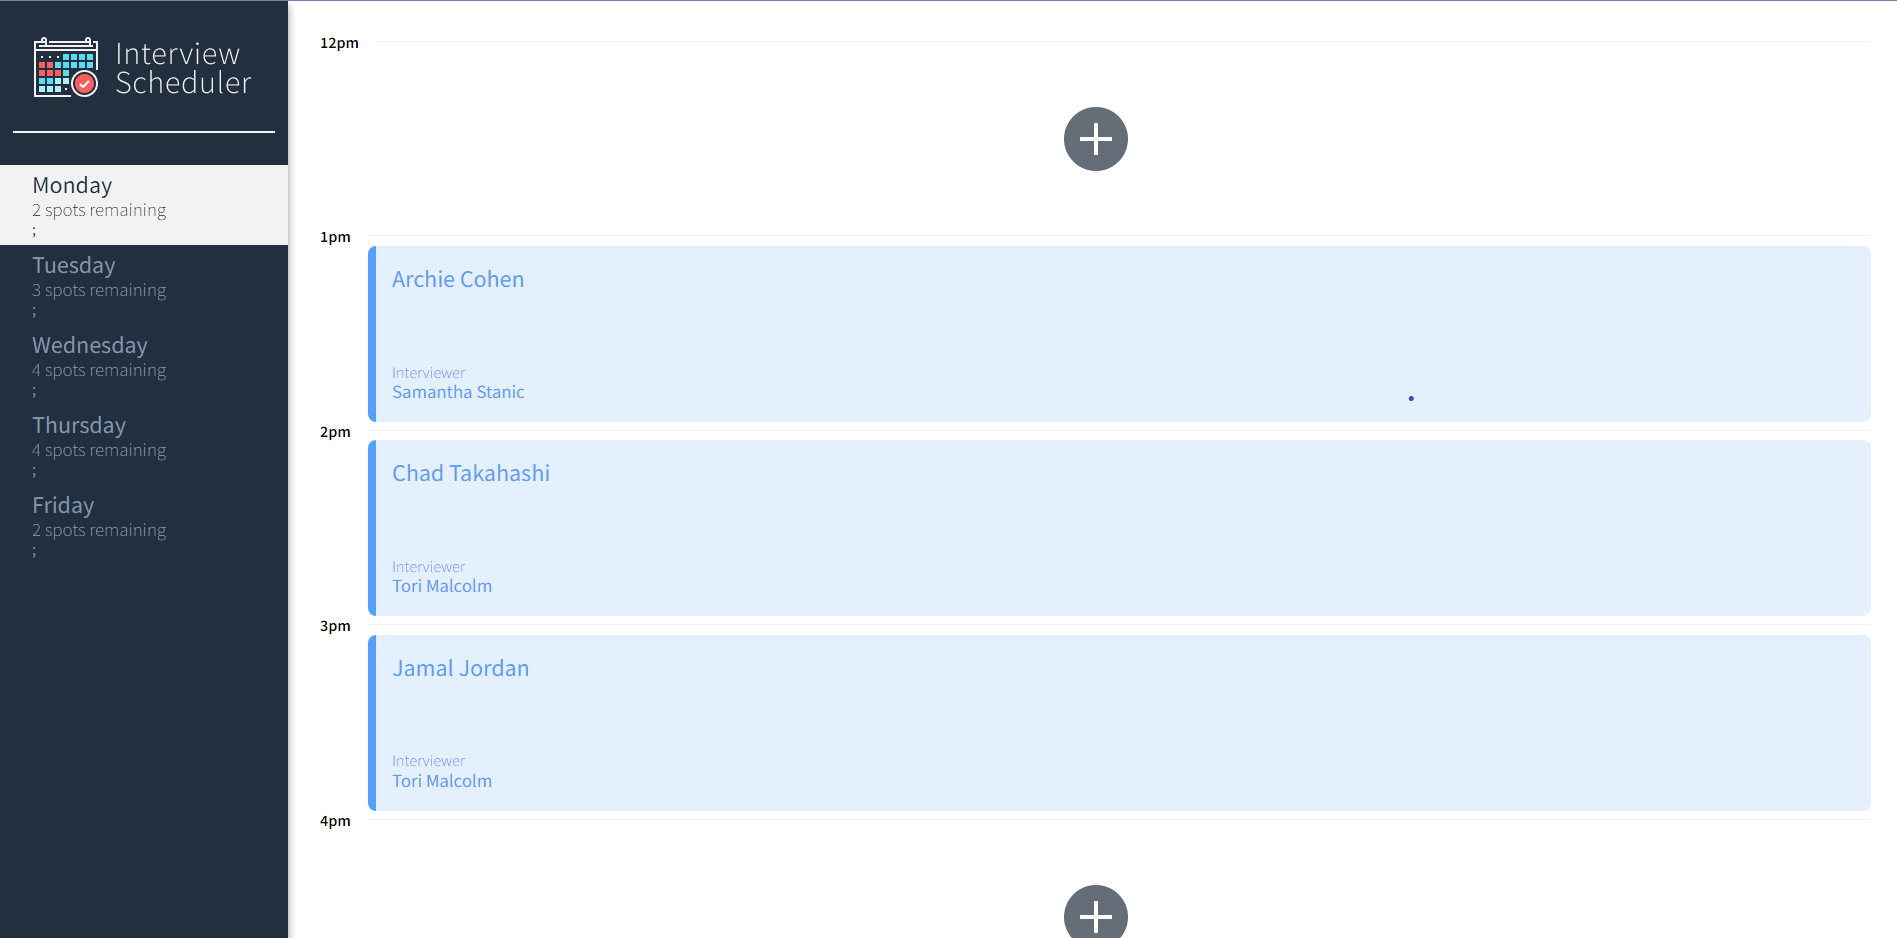 Interview
Scheduler
Monday
2 spots remaining
;
Tuesday
3 spots remaining
;
Wednesday
4 spots remaining
;
Thursday
4 spots remaining
;
Friday
2 spots remaining
;
12pm
1pm
Archie Cohen
Interviewer
Samantha Stanic
2pm
Chad Takahashi
Interviewer
Tori Malcolm
3pm
Jamal Jordan
Interviewer
Tori Malcolm
4pm